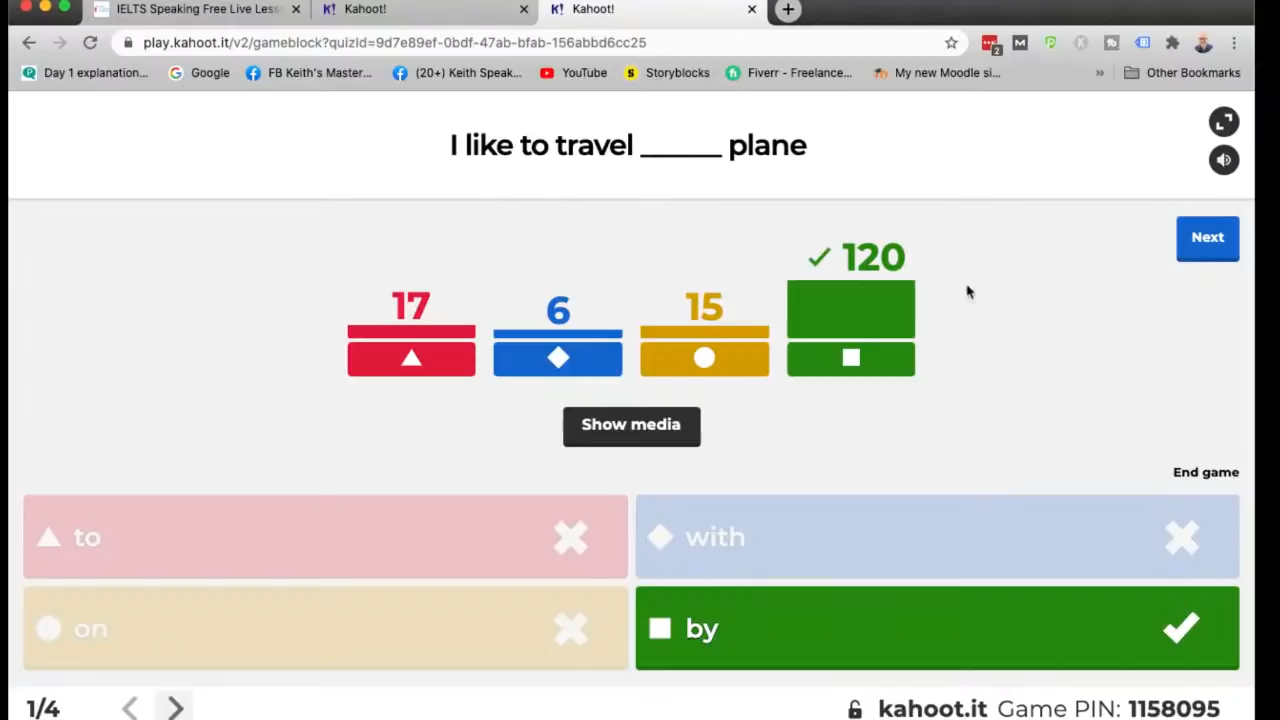 IELTS Speaking Free Live Less
K! Kahoot!
K! Kahoot!
play.kahoot.it/v2/gameblock?quizId=9d7e89ef-0bdf-47ab-bfab-156abbd6cc25
2
M
Day 1 explanation...
Google
FB Keith's Master...
(20+) Keith Speak...
YouTube
S Storyblocks
Fiverr - Freelance...
My new Moodle si...
»
Other Bookmarks
I like to travel ______ plane
Next
17
6
15
120
Show media
End game
to
with
on
by
1/4
kahoot.it Game PIN: 1158095